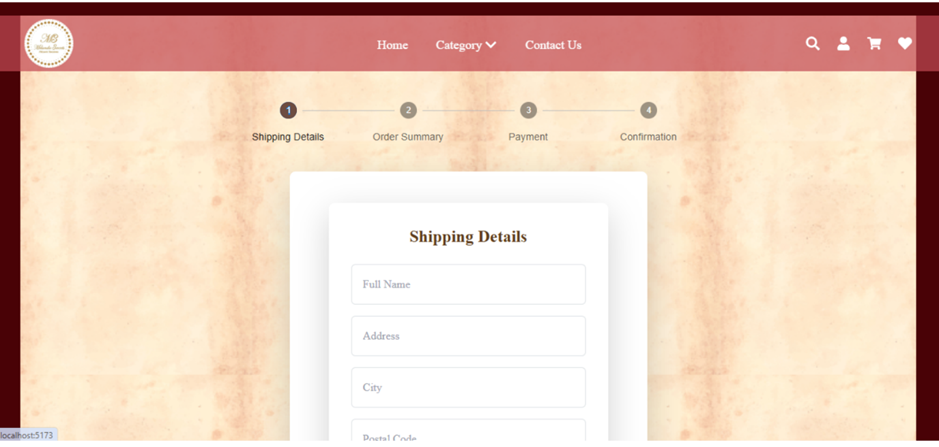 MB
Home
Category
Contact Us
1
2
3
4
Shipping Details
Order Summary
Payment
Confirmation
Shipping Details
Full Name
Address
City
Postal Code
localhost:5173